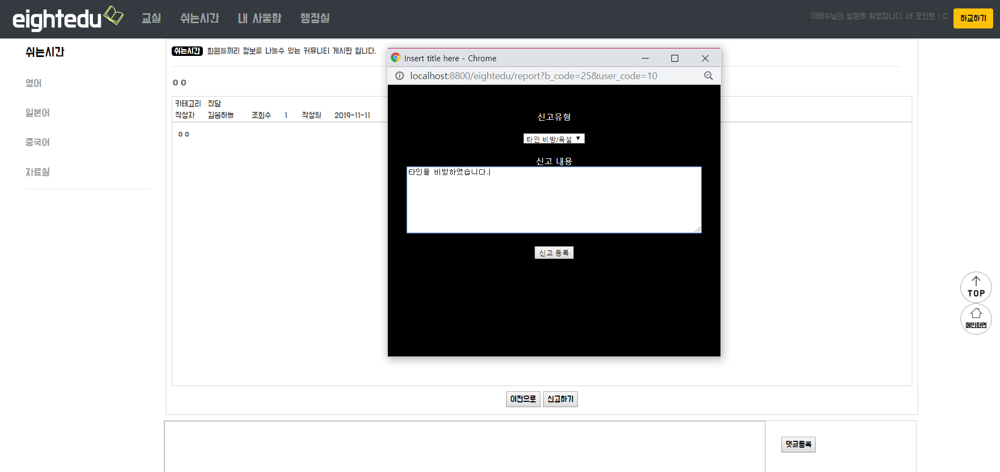 eightedu 교실 쉬는시간 내 사물함 행정실 이태수님의 방문을 환영합니다. 내 포인트 : 0 하교하기
쉬는시간
영어
일본어
중국어
자료실
쉬는시간 회원들끼리 정보를 나눌수 있는 커뮤니티 게시판 입니다.
ㅇㅇ
카테고리 잡담
작성자 김봄하늘 조회수 1 작성일 2019-11-11
ㅇㅇ
Insert title here - Chrome
localhost:8800/eightedu/report?b_code=25&user_code=10
신고유형
타인 비방/욕설
신고 내용
타인을 비방하였습니다.
신고 등록
이전으로 신고하기
TOP
메인화면
댓글등록